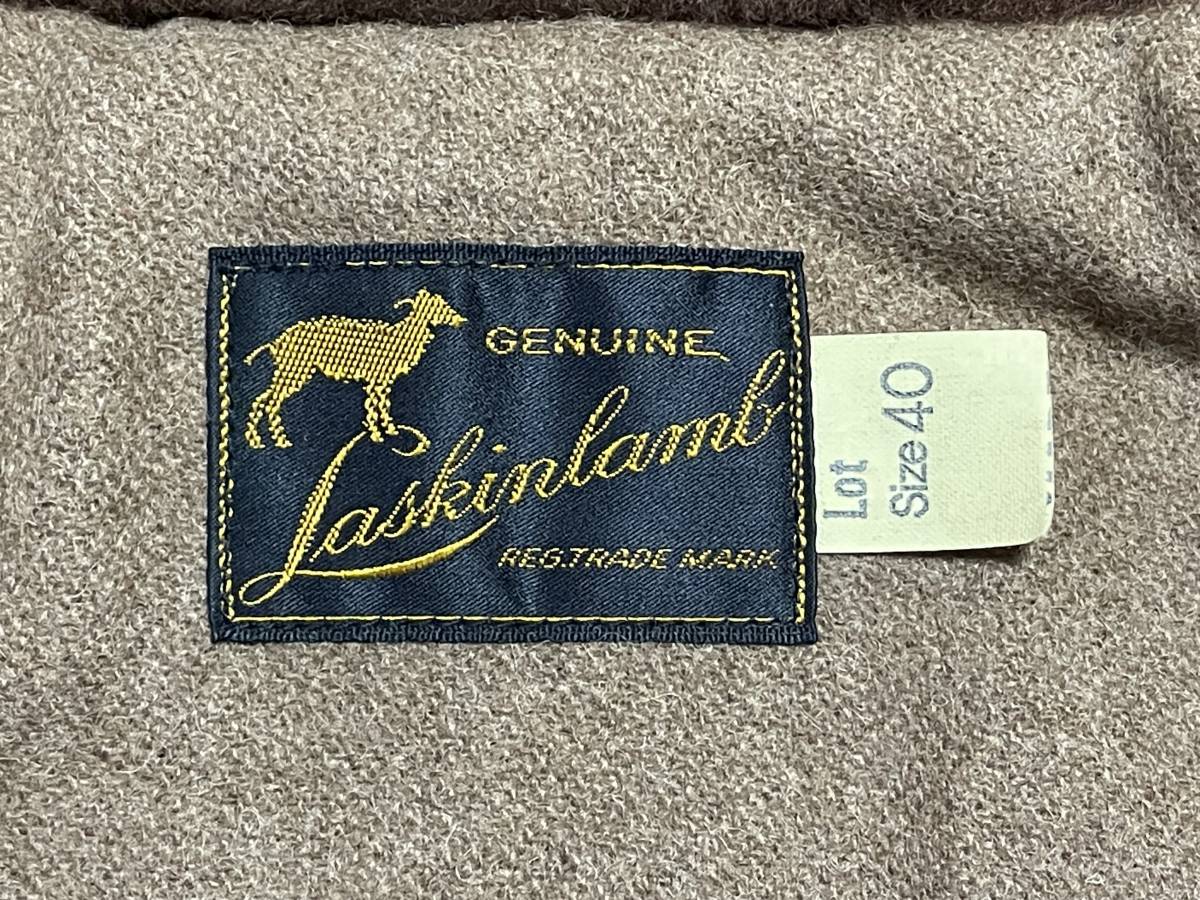 GENUINE
Laskinlamb
REG.TRADE MARK
Lot
Size 40